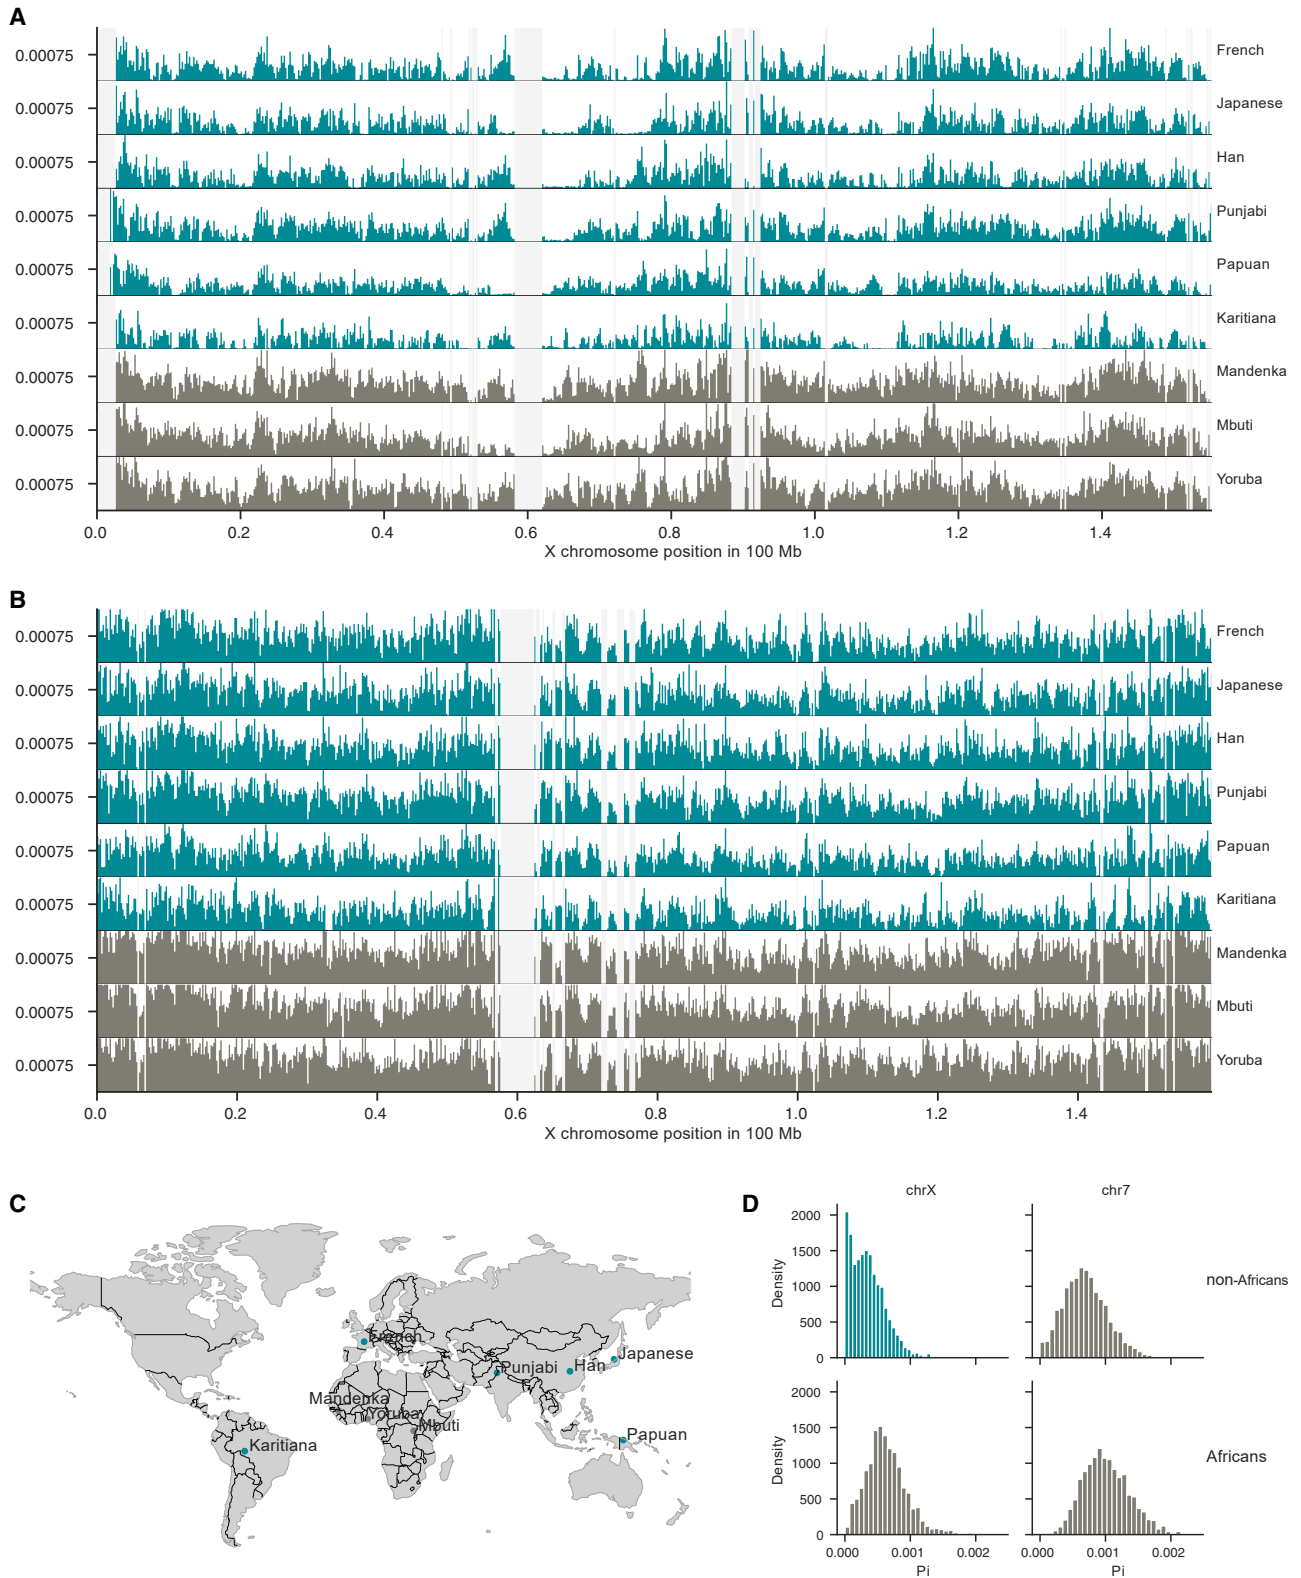 A
0.00075 French
0.00075 Japanese
0.00075 Han
0.00075 Punjabi
0.00075 Papuan
0.00075 Karitiana
0.00075 Mandenka
0.00075 Mbuti
0.00075 Yoruba
0.0 0.2 0.4 0.6 0.8 1.0 1.2 1.4
X chromosome position in 100 Mb
B
0.00075 French
0.00075 Japanese
0.00075 Han
0.00075 Punjabi
0.00075 Papuan
0.00075 Karitiana
0.00075 Mandenka
0.00075 Mbuti
0.00075 Yoruba
0.0 0.2 0.4 0.6 0.8 1.0 1.2 1.4
X chromosome position in 100 Mb
C
French
Japanese
Han
Punjabi
Mandenka
Yoruba
Mbuti
Papuan
Karitiana
D
chrX chr7
2000
1500
1000
500
0
Density
non-Africans
2000
1500
1000
500
0
Density
Africans
0.000 0.001 0.002 0.000 0.001 0.002
Pi Pi